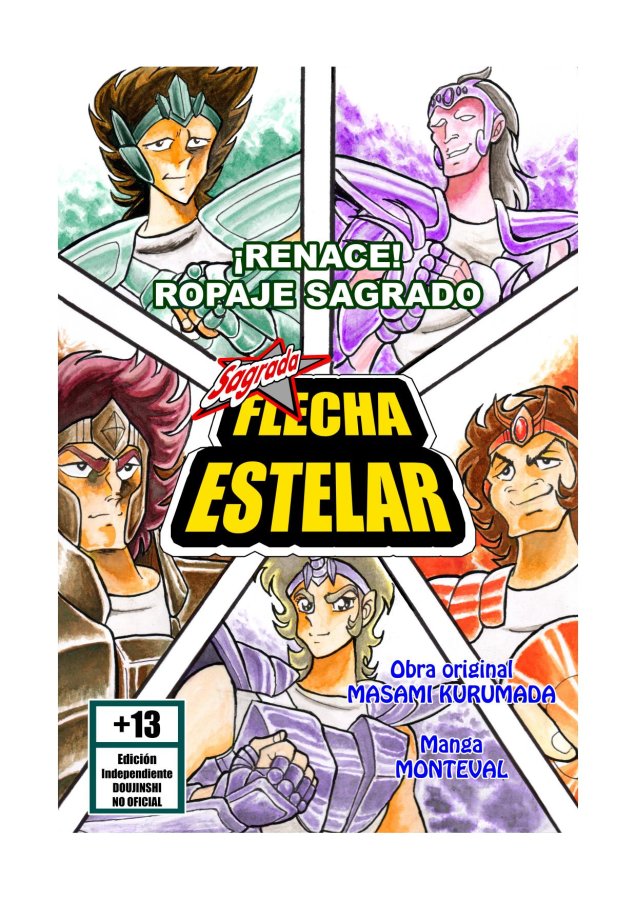 ¡RENACE!
ROPAJE SAGRADO
Sagrada
FLECHA
ESTELAR
Obra original
MASAMI KURUMADA
Manga
MONTEVAL
+13
Edición
Independiente
DOUJINSHI
NO OFICIAL